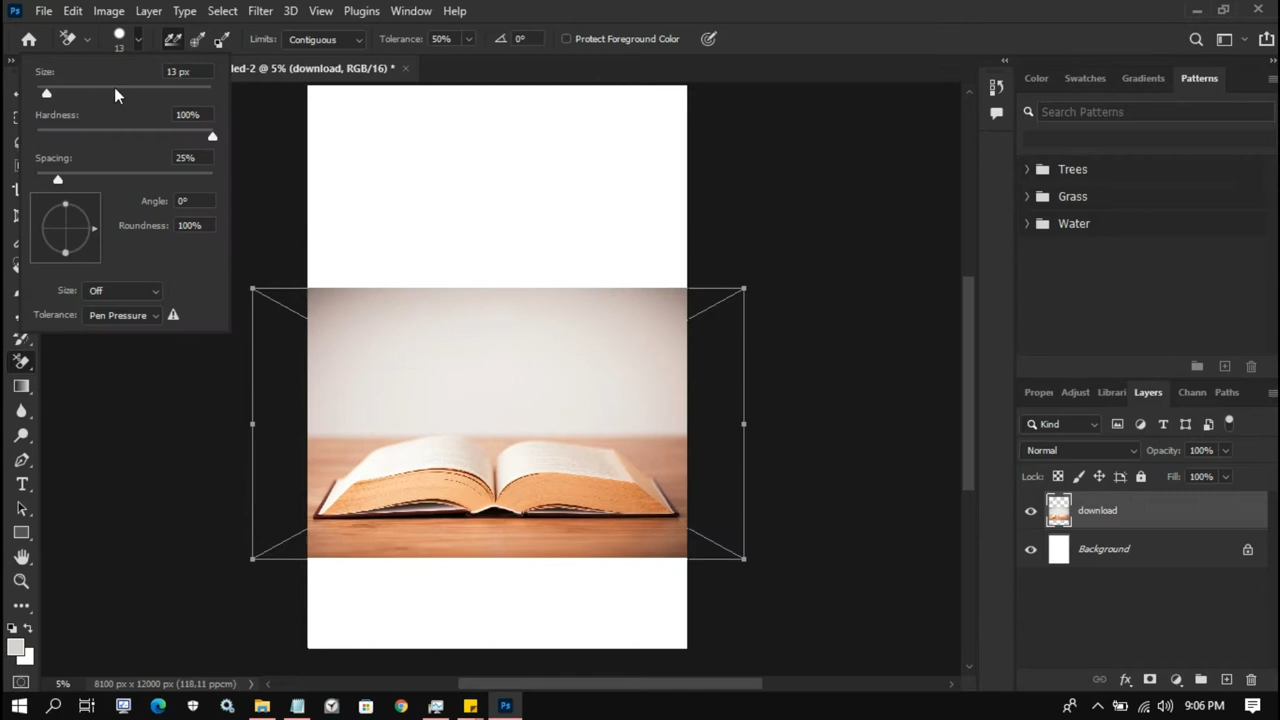 Ps File Edit Image Layer Type Select Filter 3D View Plugins Window Help
13 Limits: Contiguous Tolerance: 50% 0° Protect Foreground Color
led-2 @ 5% (download, RGB/16) * ×
Size: 13 px
Hardness: 100%
Spacing: 25%
Angle: 0°
Roundness: 100%
Size: Off
Tolerance: Pen Pressure
Color Swatches Gradients Patterns
Search Patterns
Trees
Grass
Water
Proper Adjust Librari Layers Chann Paths
Kind
Normal Opacity: 100%
Lock: Fill: 100%
download
Background
5% 8100 px x 12000 px (118,11 ppcm)
Ps 9:06 PM